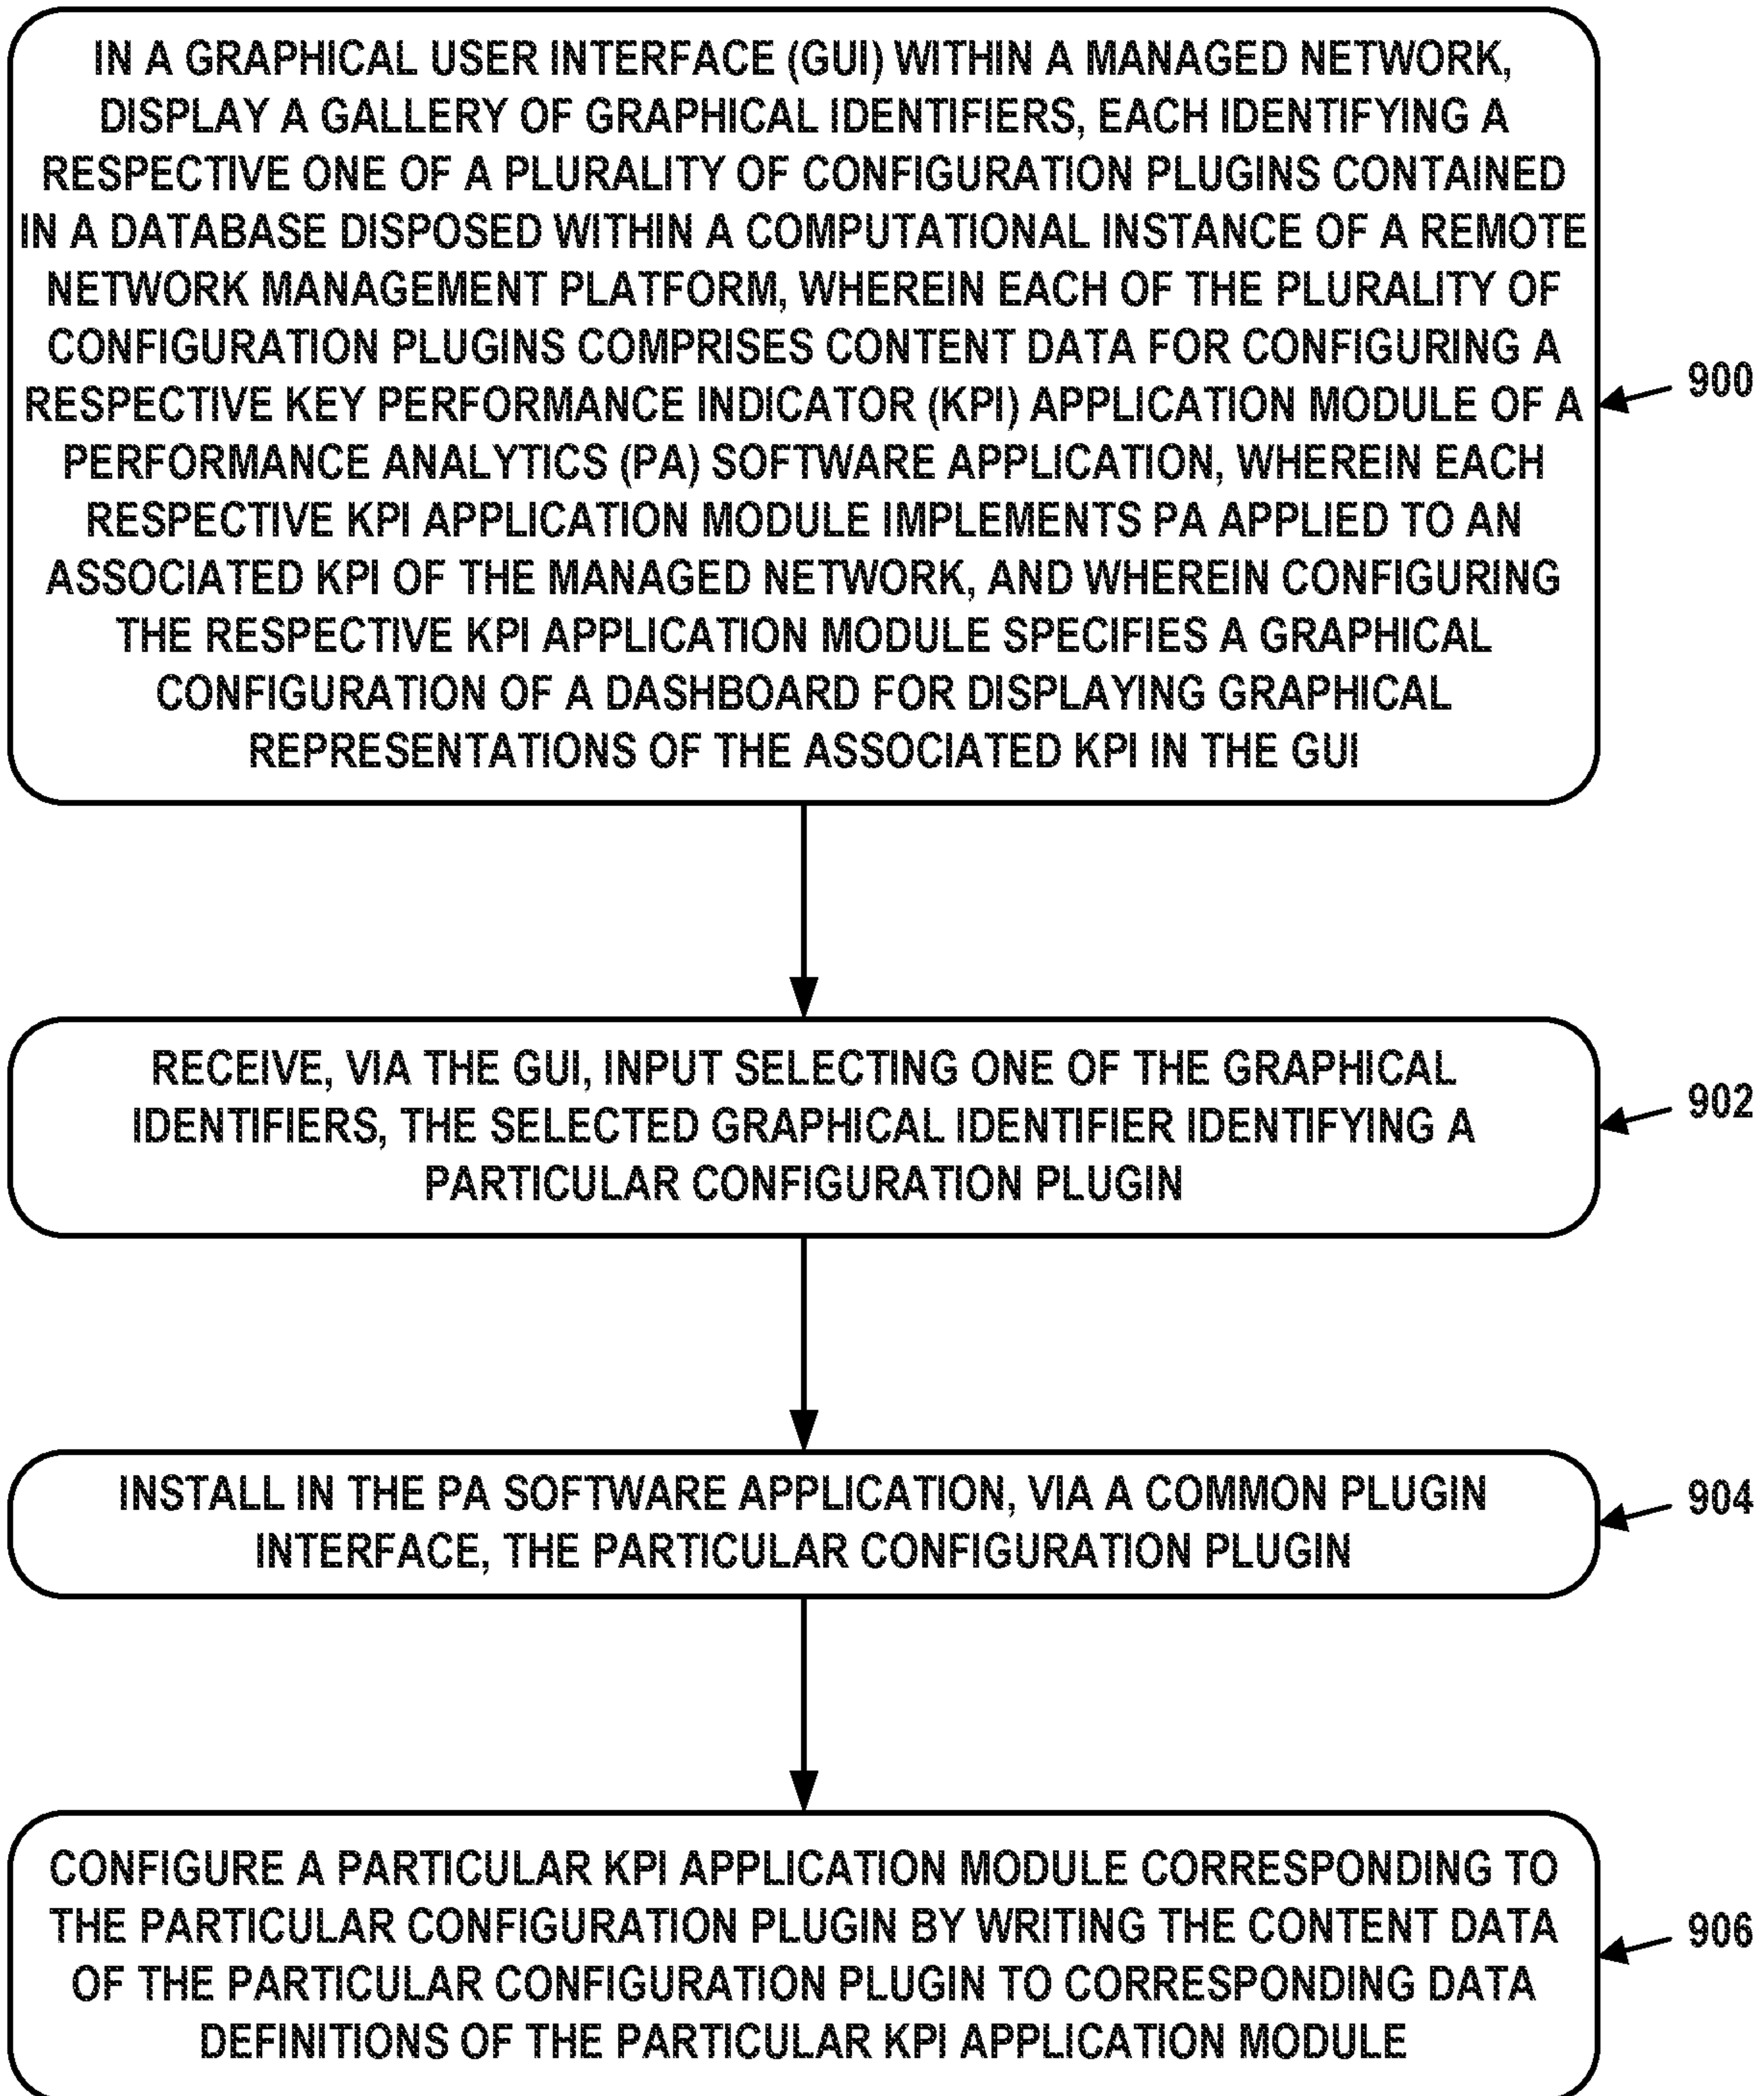 IN A GRAPHICAL USER INTERFACE (GUI) WITHIN A MANAGED NETWORK,
DISPLAY A GALLERY OF GRAPHICAL IDENTIFIERS, EACH IDENTIFYING A
RESPECTIVE ONE OF A PLURALITY OF CONFIGURATION PLUGINS CONTAINED
IN A DATABASE DISPOSED WITHIN A COMPUTATIONAL INSTANCE OF A REMOTE
NETWORK MANAGEMENT PLATFORM, WHEREIN EACH OF THE PLURALITY OF
CONFIGURATION PLUGINS COMPRISES CONTENT DATA FOR CONFIGURING A
RESPECTIVE KEY PERFORMANCE INDICATOR (KPI) APPLICATION MODULE OF A
PERFORMANCE ANALYTICS (PA) SOFTWARE APPLICATION, WHEREIN EACH
RESPECTIVE KPI APPLICATION MODULE IMPLEMENTS PA APPLIED TO AN
ASSOCIATED KPI OF THE MANAGED NETWORK, AND WHEREIN CONFIGURING
THE RESPECTIVE KPI APPLICATION MODULE SPECIFIES A GRAPHICAL
CONFIGURATION OF A DASHBOARD FOR DISPLAYING GRAPHICAL
REPRESENTATIONS OF THE ASSOCIATED KPI IN THE GUI
900
RECEIVE, VIA THE GUI, INPUT SELECTING ONE OF THE GRAPHICAL
IDENTIFIERS, THE SELECTED GRAPHICAL IDENTIFIER IDENTIFYING A
PARTICULAR CONFIGURATION PLUGIN
902
INSTALL IN THE PA SOFTWARE APPLICATION, VIA A COMMON PLUGIN
INTERFACE, THE PARTICULAR CONFIGURATION PLUGIN
904
CONFIGURE A PARTICULAR KPI APPLICATION MODULE CORRESPONDING TO
THE PARTICULAR CONFIGURATION PLUGIN BY WRITING THE CONTENT DATA
OF THE PARTICULAR CONFIGURATION PLUGIN TO CORRESPONDING DATA
DEFINITIONS OF THE PARTICULAR KPI APPLICATION MODULE
906